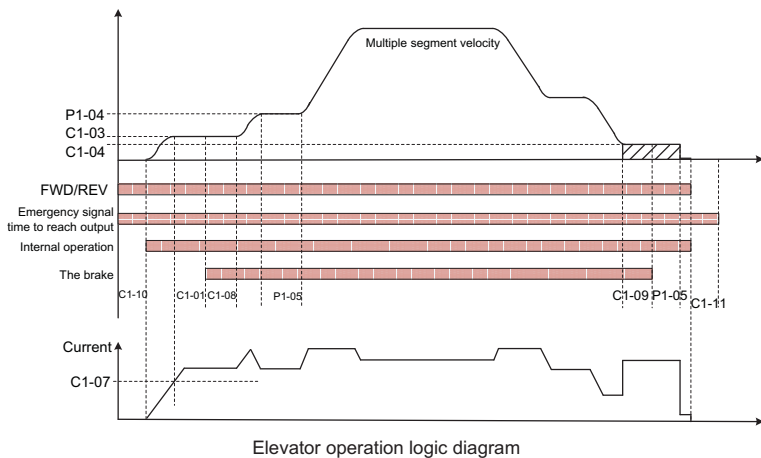 Multiple segment velocity
P1-04
C1-03
C1-04
FWD/REV
Emergency signal
time to reach output
Internal operation
The brake
C1-10
C1-01
C1-08
P1-05
C1-09
P1-05
C1-11
Current
C1-07
Elevator operation logic diagram